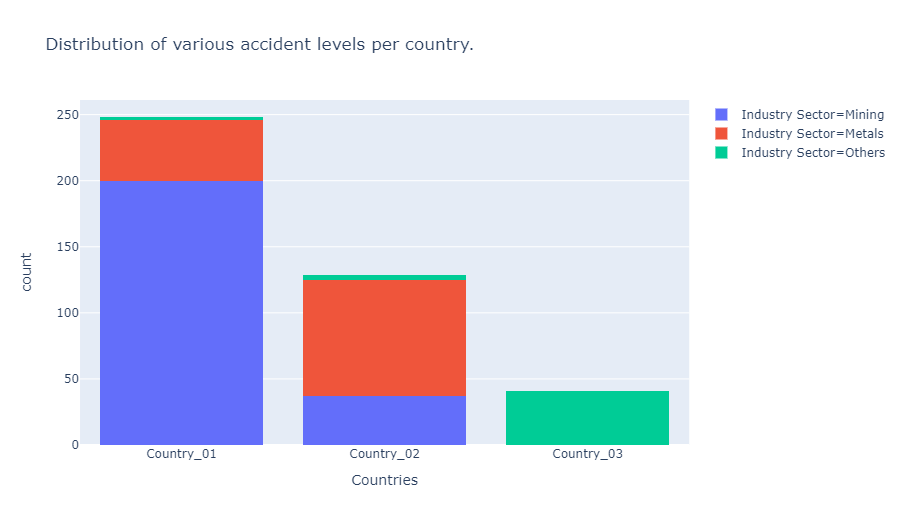 Distribution of various accident levels per country.
250
200
150
100
50
0
count
Country_01
Country_02
Country_03
Countries
Industry Sector=Mining
Industry Sector=Metals
Industry Sector=Others